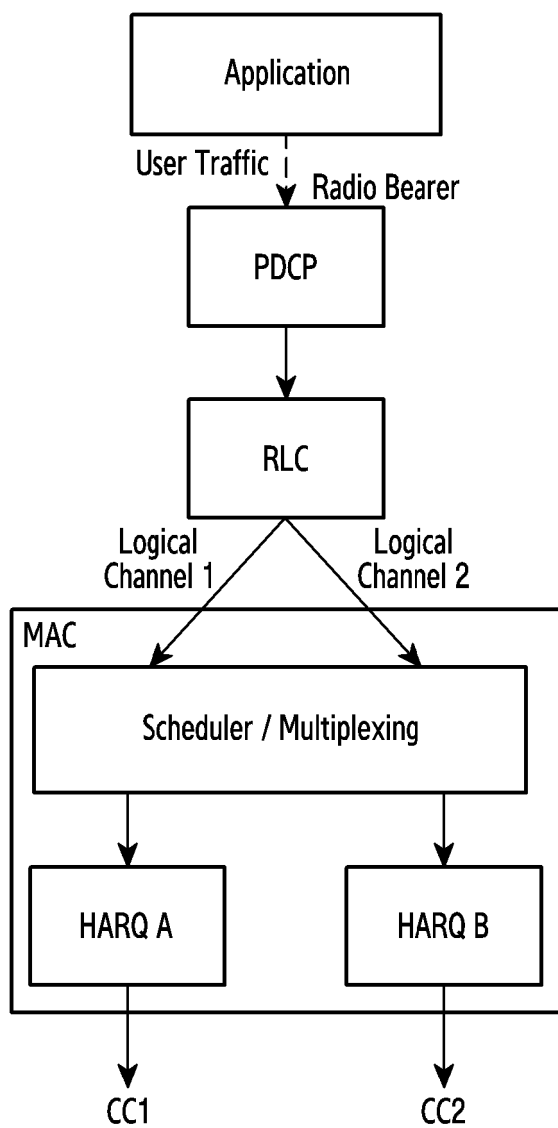 Application
User Traffic
Radio Bearer
PDCP
RLC
Logical
Channel 1
Logical
Channel 2
MAC
Scheduler / Multiplexing
HARQ A
HARQ B
CC1
CC2